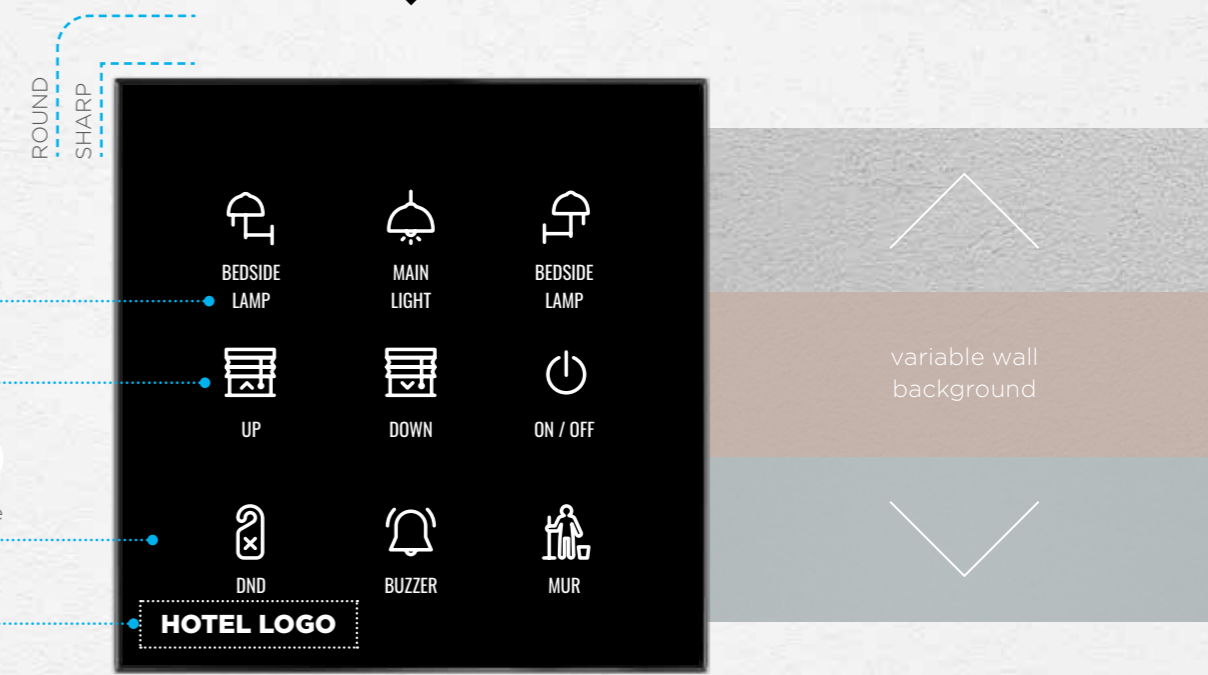 ROUND
SHARP
BEDSIDE
LAMP
MAIN
LIGHT
BEDSIDE
LAMP
UP
DOWN
ON / OFF
DND
BUZZER
MUR
HOTEL LOGO
variable wall
background
e